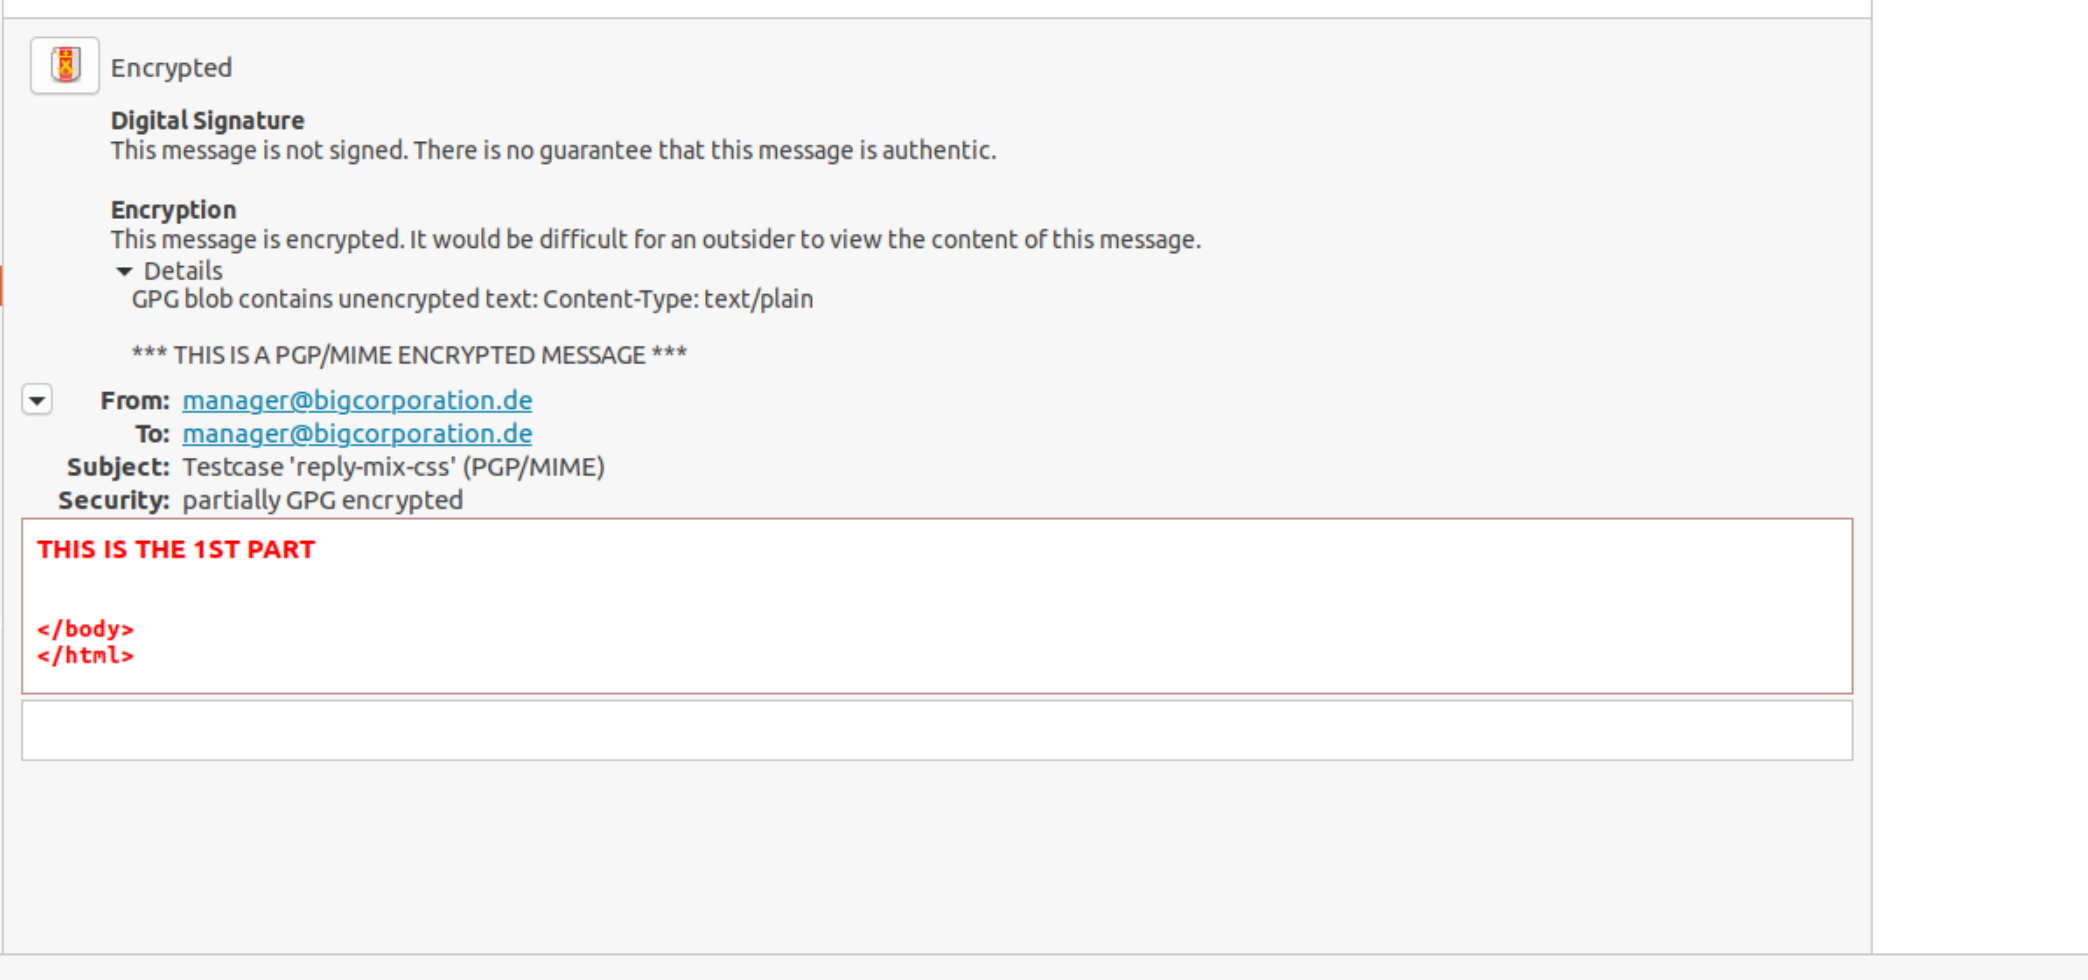 Encrypted
Digital Signature
This message is not signed. There is no guarantee that this message is authentic.
Encryption
This message is encrypted. It would be difficult for an outsider to view the content of this message.
Details
GPG blob contains unencrypted text: Content-Type: text/plain
*** THIS IS A PGP/MIME ENCRYPTED MESSAGE ***
From: manager@bigcorporation.de
To: manager@bigcorporation.de
Subject: Testcase 'reply-mix-css' (PGP/MIME)
Security: partially GPG encrypted
THIS IS THE 1ST PART
</body>
</html>